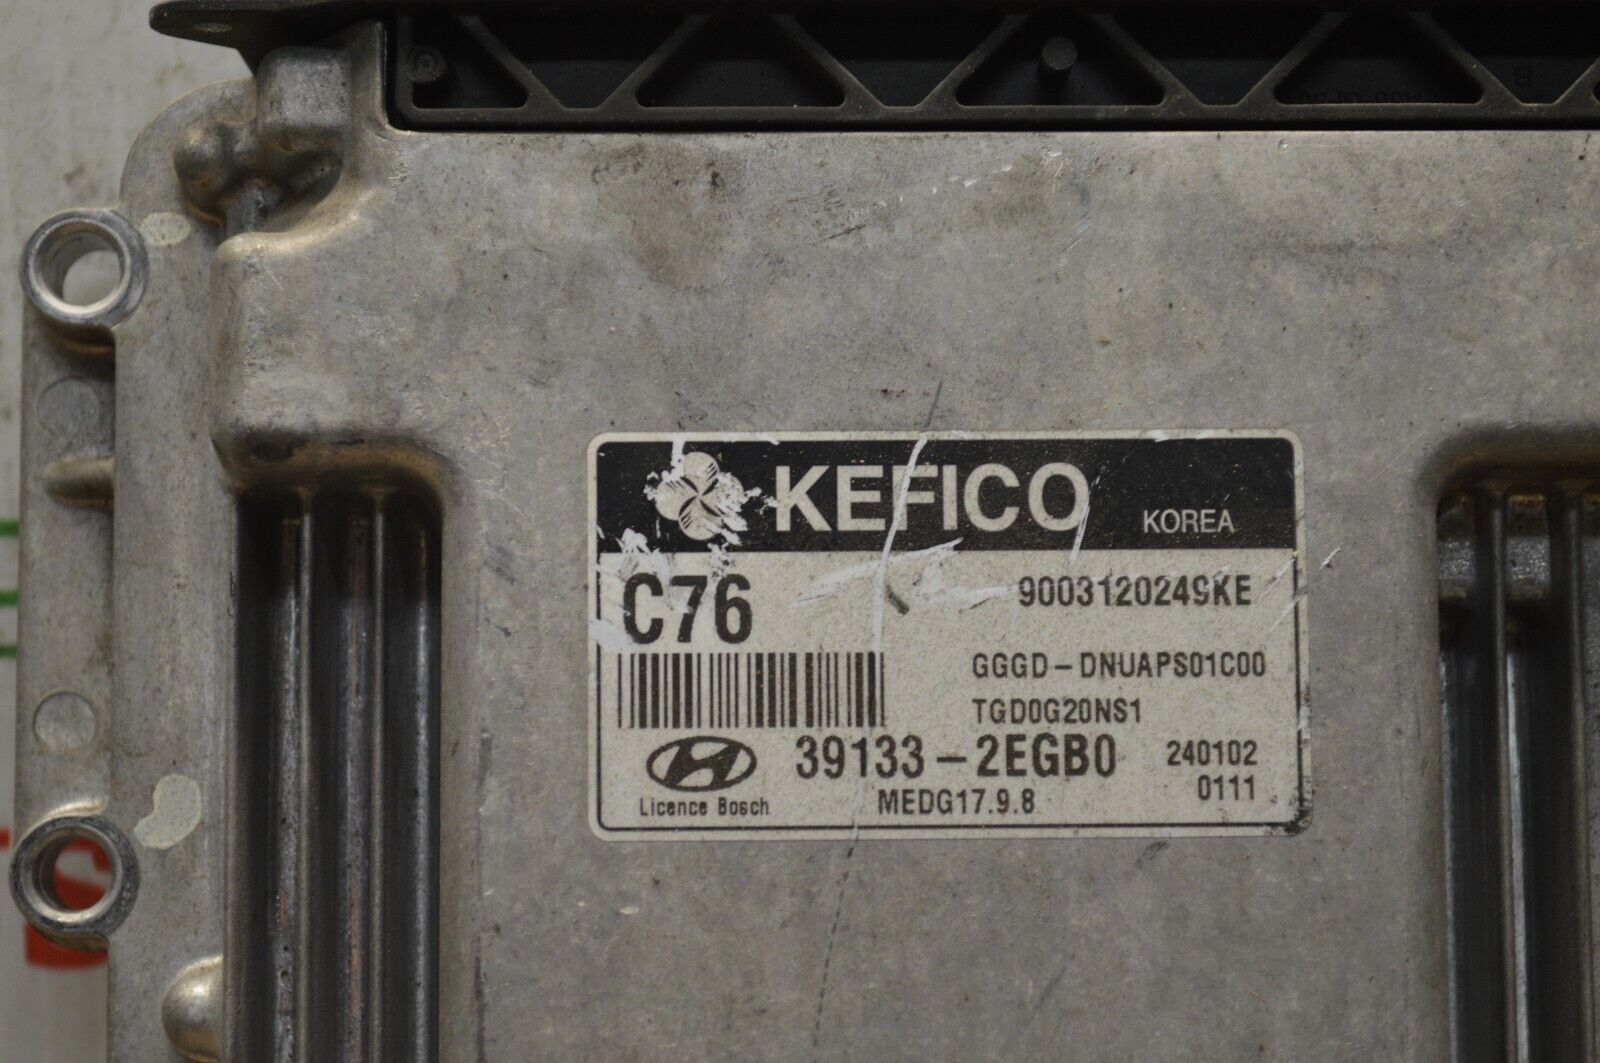 KEFICO KOREA
C76 9003120249KE
GGGD-DNUAPS01C00
TGD0G20NS1
39133-2EGB0 240102
Licence Bosch MEDG17.9.8 0111